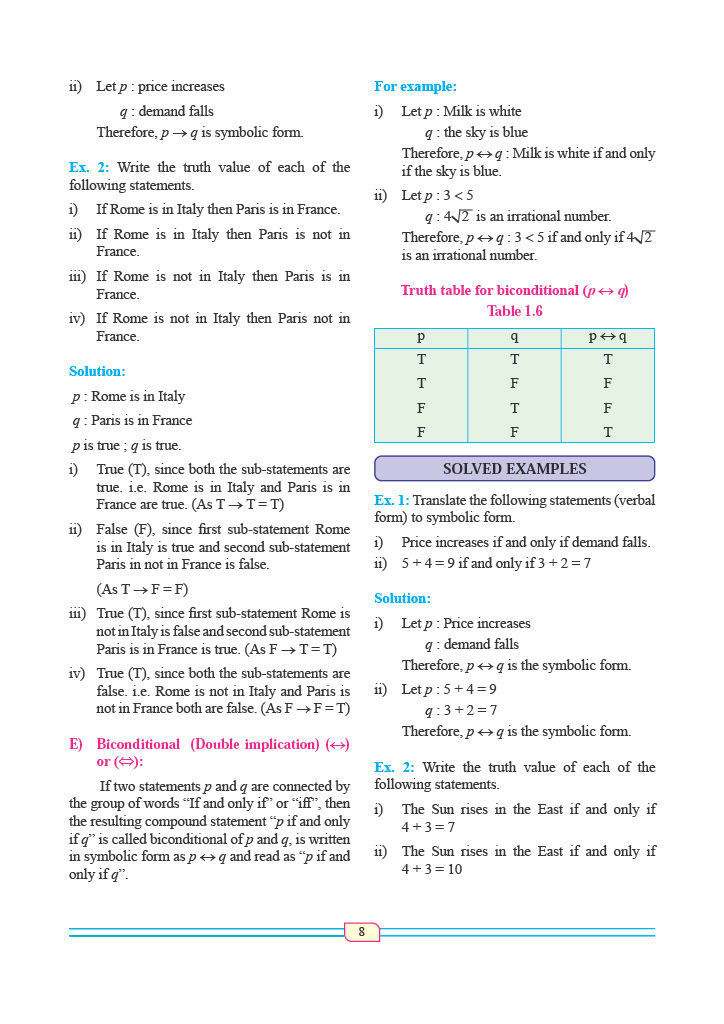 ii) Let p : price increases
q : demand falls
Therefore, p → q is symbolic form.
Ex. 2: Write the truth value of each of the
following statements.
i) If Rome is in Italy then Paris is in France.
ii) If Rome is in Italy then Paris is not in
France.
iii) If Rome is not in Italy then Paris is in
France.
iv) If Rome is not in Italy then Paris not in
France.
Solution:
p : Rome is in Italy
q : Paris is in France
p is true ; q is true.
i) True (T), since both the sub-statements are
true. i.e. Rome is in Italy and Paris is in
France are true. (As T → T = T)
ii) False (F), since first sub-statement Rome
is in Italy is true and second sub-statement
Paris in not in France is false.
(As T → F = F)
iii) True (T), since first sub-statement Rome is
not in Italy is false and second sub-statement
Paris is in France is true. (As F → T = T)
iv) True (T), since both the sub-statements are
false. i.e. Rome is not in Italy and Paris is
not in France both are false. (As F → F = T)
E) Biconditional (Double implication) (↔)
or (⇔):
If two statements p and q are connected by
the group of words “If and only if” or “iff”, then
the resulting compound statement “p if and only
if q” is called biconditional of p and q, is written
in symbolic form as p ↔ q and read as “p if and
only if q”.
For example:
i) Let p : Milk is white
q : the sky is blue
Therefore, p ↔ q : Milk is white if and only
if the sky is blue.
ii) Let p : 3 < 5
q : 4√2 is an irrational number.
Therefore, p ↔ q : 3 < 5 if and only if 4√2
is an irrational number.
Truth table for biconditional (p ↔ q)
Table 1.6
p q p ↔ q
T T T
T F F
F T F
F F T
SOLVED EXAMPLES
Ex. 1: Translate the following statements (verbal
form) to symbolic form.
i) Price increases if and only if demand falls.
ii) 5 + 4 = 9 if and only if 3 + 2 = 7
Solution:
i) Let p : Price increases
q : demand falls
Therefore, p ↔ q is the symbolic form.
ii) Let p : 5 + 4 = 9
q : 3 + 2 = 7
Therefore, p ↔ q is the symbolic form.
Ex. 2: Write the truth value of each of the
following statements.
i) The Sun rises in the East if and only if
4 + 3 = 7
ii) The Sun rises in the East if and only if
4 + 3 = 10
8